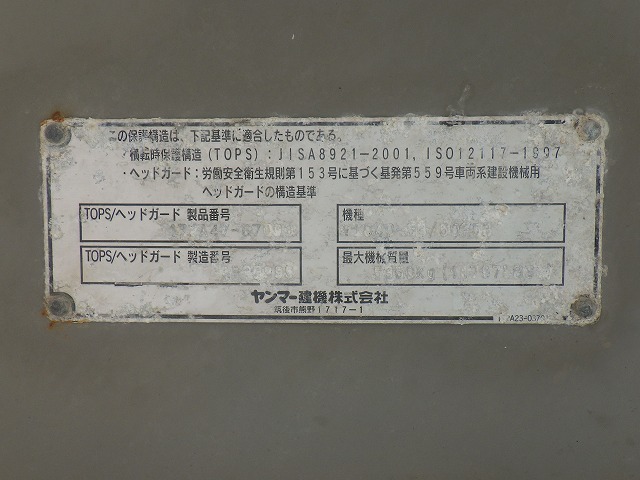 この保護構造は、下記基準に適合したものである。
・横転時保護構造(TOPS):JISA8921-2001, ISO12117-1997
・ヘッドガード:労働安全衛生規則第153号に基づく基発第559号車両系建設機械用
ヘッドガードの構造基準
TOPS/ヘッドガード 製品番号
機種
TOPS/ヘッドガード 製造番号
最大機械質量
ヤンマー建機株式会社
筑後市熊野1717-1